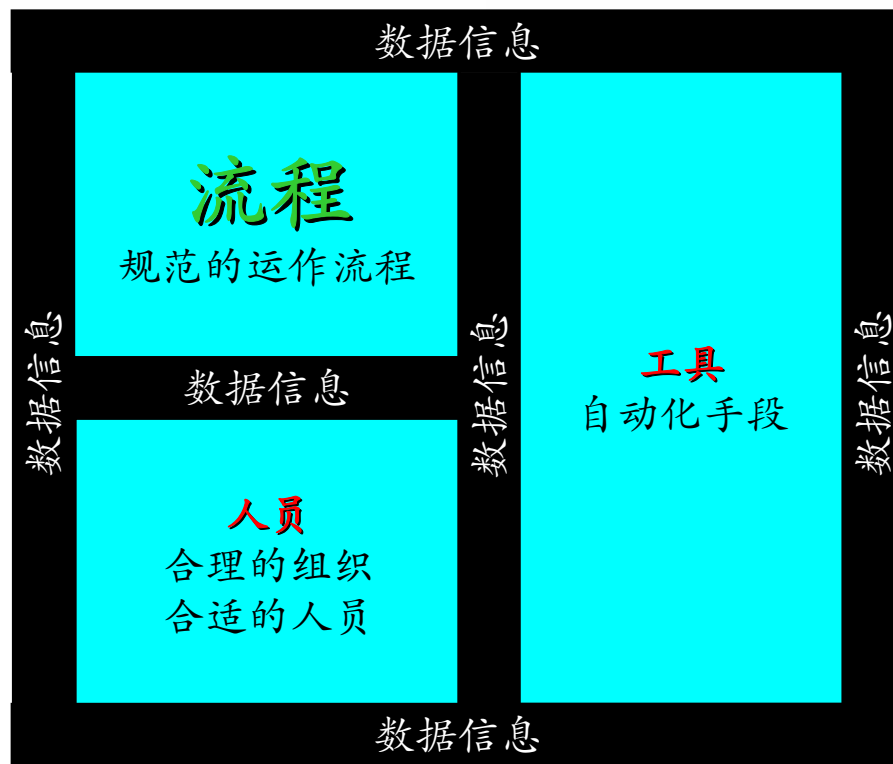 数据信息
流程
规范的运作流程
数据信息
数据信息
数据信息
工具
自动化手段
数据信息
人员
合理的组织
合适的人员
数据信息